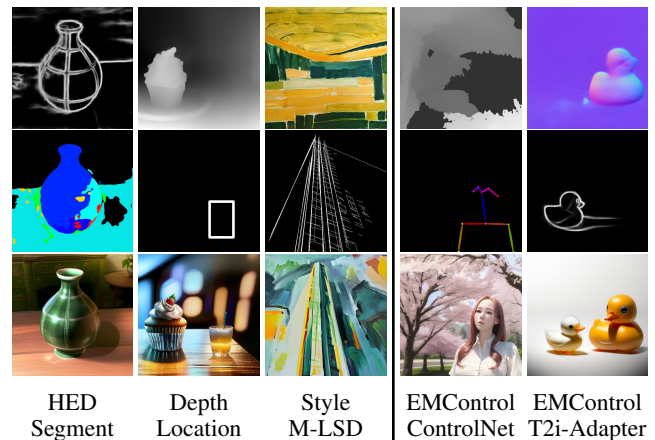 HED Depth Style EMControl EMControl
Segment Location M-LSD ControlNet T2i-Adapter